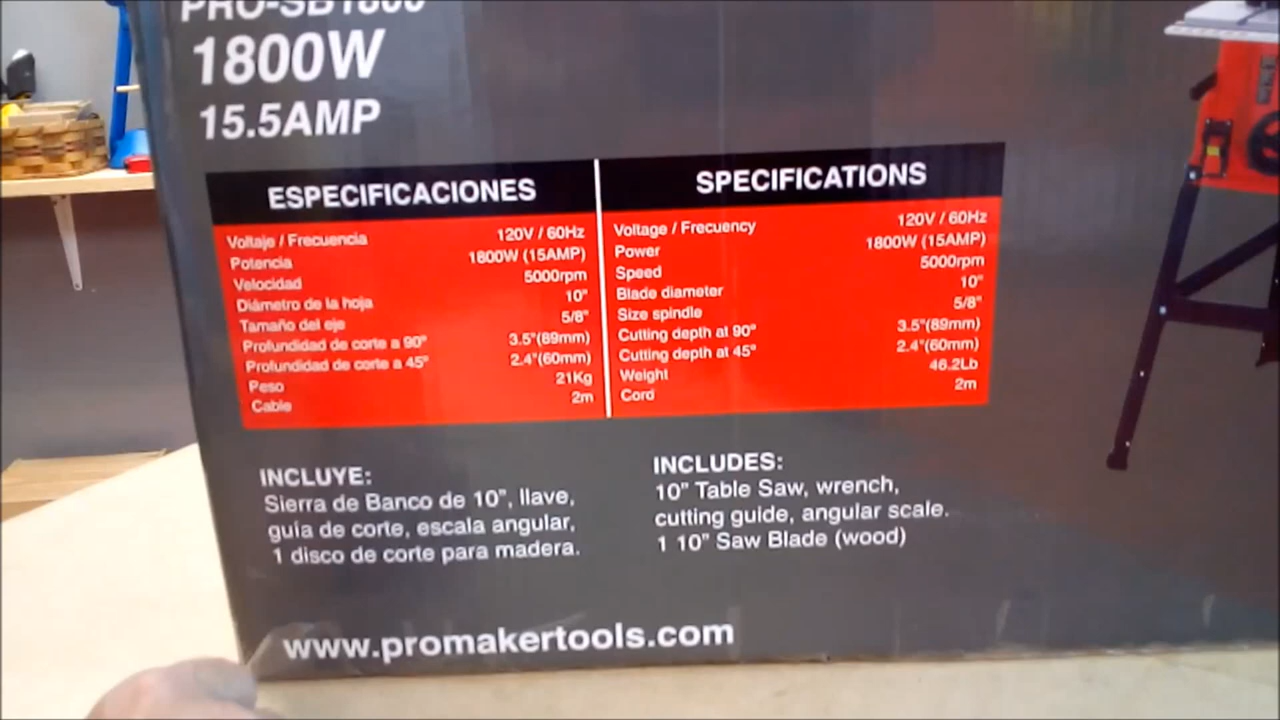 PRO-SB1800
1800W
15.5AMP
ESPECIFICACIONES
Voltaje / Frecuencia 120V / 60Hz
Potencia 1800W (15AMP)
Velocidad 5000rpm
Diámetro de la hoja 10"
Tamaño del eje 5/8"
Profundidad de corte a 90° 3.5"(89mm)
Profundidad de corte a 45° 2.4"(60mm)
Peso 21Kg
Cable 2m
SPECIFICATIONS
Voltage / Frecuency 120V / 60Hz
Power 1800W (15AMP)
Speed 5000rpm
Blade diameter 10"
Size spindle 5/8"
Cutting depth at 90° 3.5"(89mm)
Cutting depth at 45° 2.4"(60mm)
Weight 46.2Lb
Cord 2m
INCLUYE:
Sierra de Banco de 10", llave,
guía de corte, escala angular,
1 disco de corte para madera.
INCLUDES:
10" Table Saw, wrench,
cutting guide, angular scale.
1 10" Saw Blade (wood)
www.promakertools.com